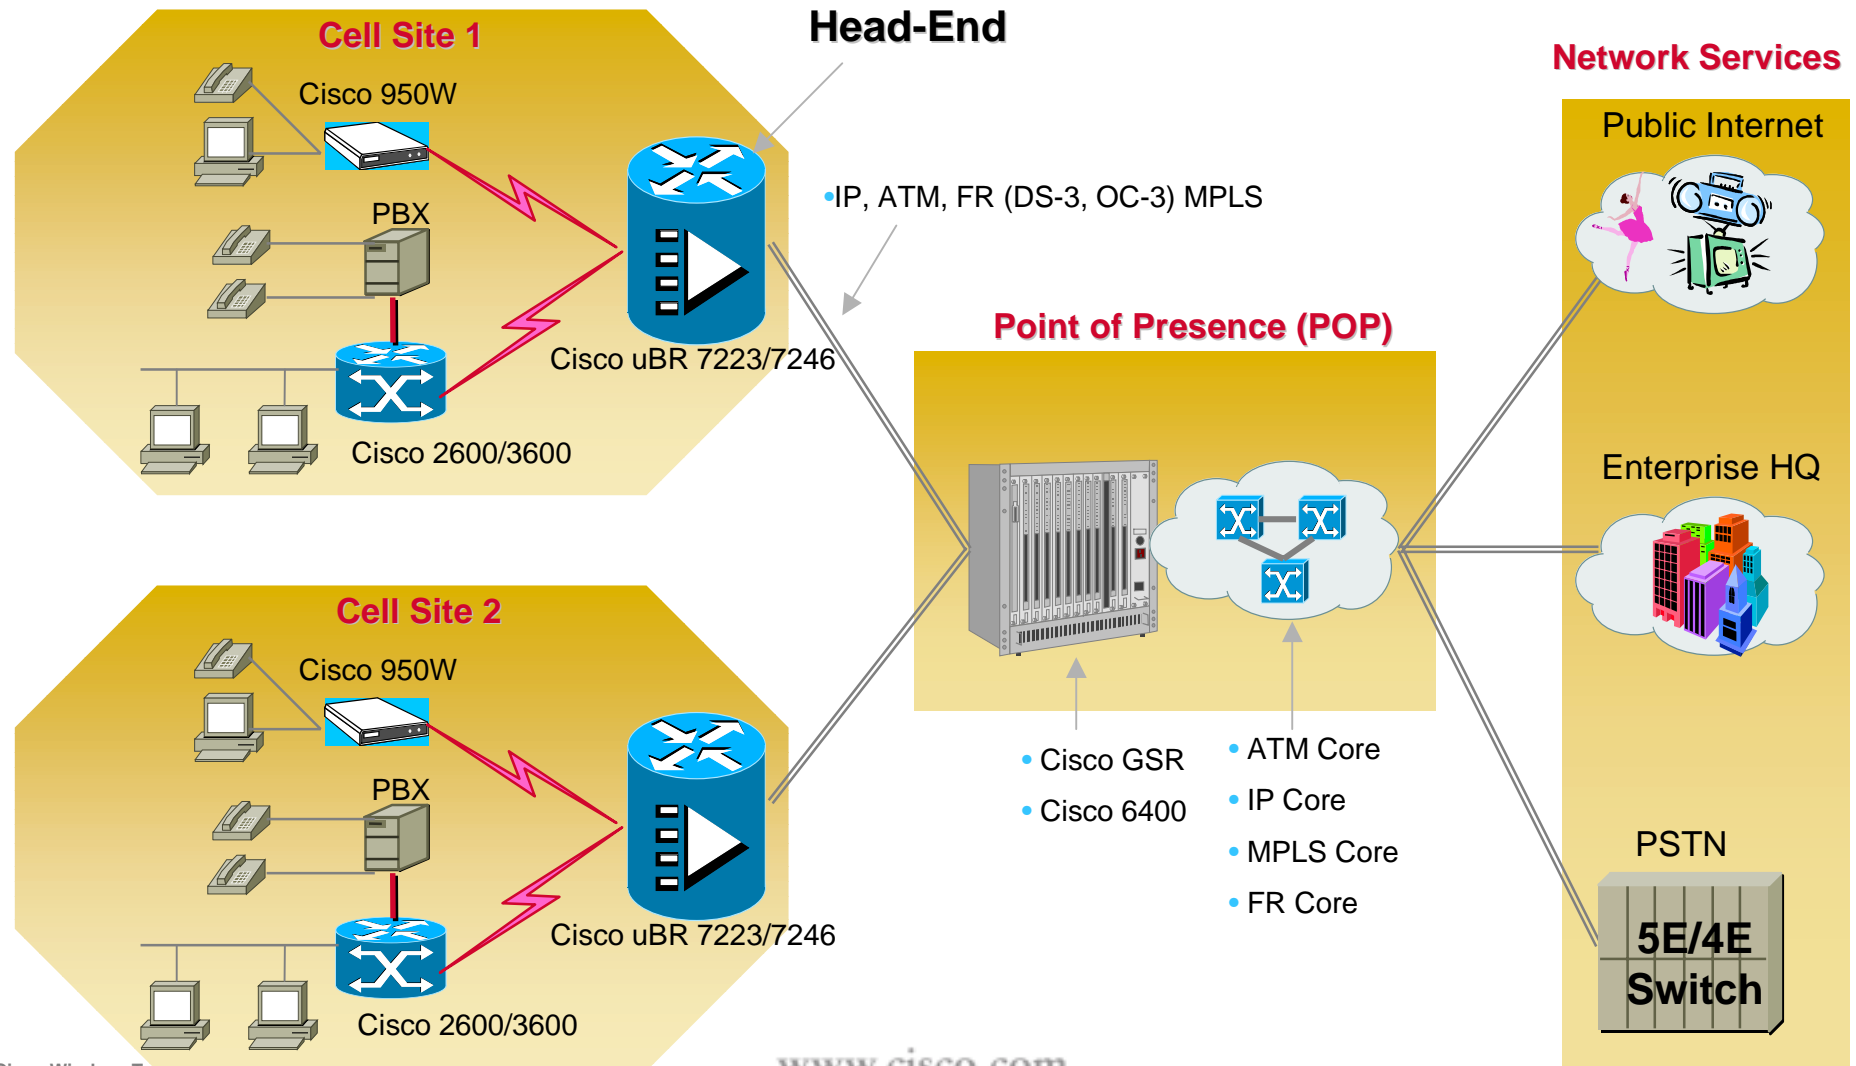 Head-End
Cell Site 1
Cisco 950W
PBX
Cisco uBR 7223/7246
Cisco 2600/3600
•IP, ATM, FR (DS-3, OC-3) MPLS
Point of Presence (POP)
• Cisco GSR
• Cisco 6400
• ATM Core
• IP Core
• MPLS Core
• FR Core
Network Services
Public Internet
Enterprise HQ
PSTN
5E/4E
Switch
Cell Site 2
Cisco 950W
PBX
Cisco uBR 7223/7246
Cisco 2600/3600
www.cisco.com